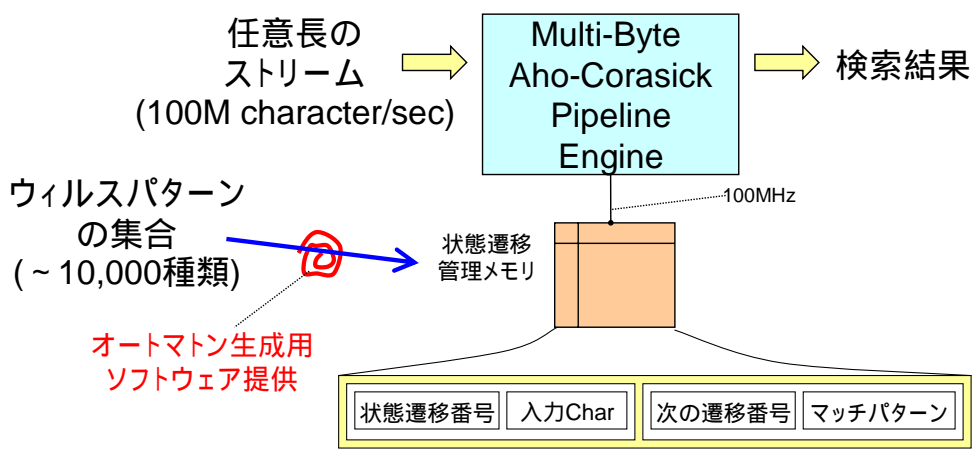 任意長の
ストリーム
(100M character/sec)
Multi-Byte
Aho-Corasick
Pipeline
Engine
検索結果
100MHz
ウィルスパターン
の集合
(~10,000種類)
状態遷移
管理メモリ
オートマトン生成用
ソフトウェア提供
状態遷移番号 入力Char 次の遷移番号 マッチパターン